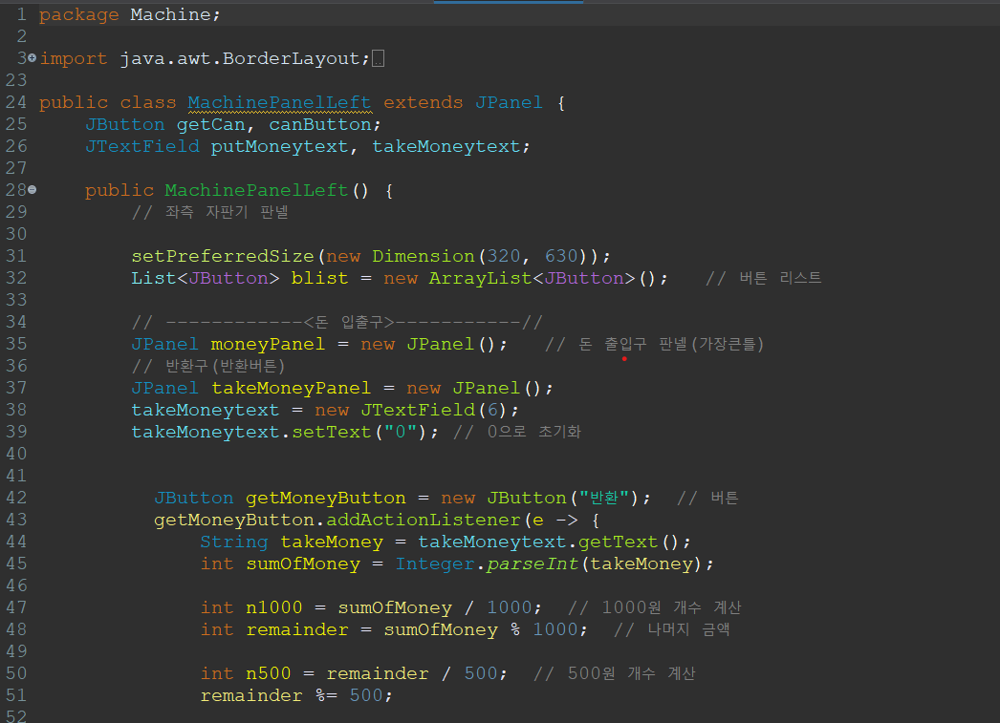 1 package Machine;
2
3 import java.awt.BorderLayout;
23
24 public class MachinePanelLeft extends JPanel {
25 JButton getCan, canButton;
26 JTextField putMoneytext, takeMoneytext;
27
28 public MachinePanelLeft() {
29 // 좌측 자판기 판넬
30
31 setPreferredSize(new Dimension(320, 630));
32 List<JButton> blist = new ArrayList<JButton>(); // 버튼 리스트
33
34 // ------------<돈 입출구>-----------//
35 JPanel moneyPanel = new JPanel(); // 돈 출입구 판넬(가장큰틀)
36 // 반환구(반환버튼)
37 JPanel takeMoneyPanel = new JPanel();
38 takeMoneytext = new JTextField(6);
39 takeMoneytext.setText("0"); // 0으로 초기화
40
41
42 JButton getMoneyButton = new JButton("반환"); // 버튼
43 getMoneyButton.addActionListener(e -> {
44 String takeMoney = takeMoneytext.getText();
45 int sumOfMoney = Integer.parseInt(takeMoney);
46
47 int n1000 = sumOfMoney / 1000; // 1000원 개수 계산
48 int remainder = sumOfMoney % 1000; // 나머지 금액
49
50 int n500 = remainder / 500; // 500원 개수 계산
51 remainder %= 500;
52